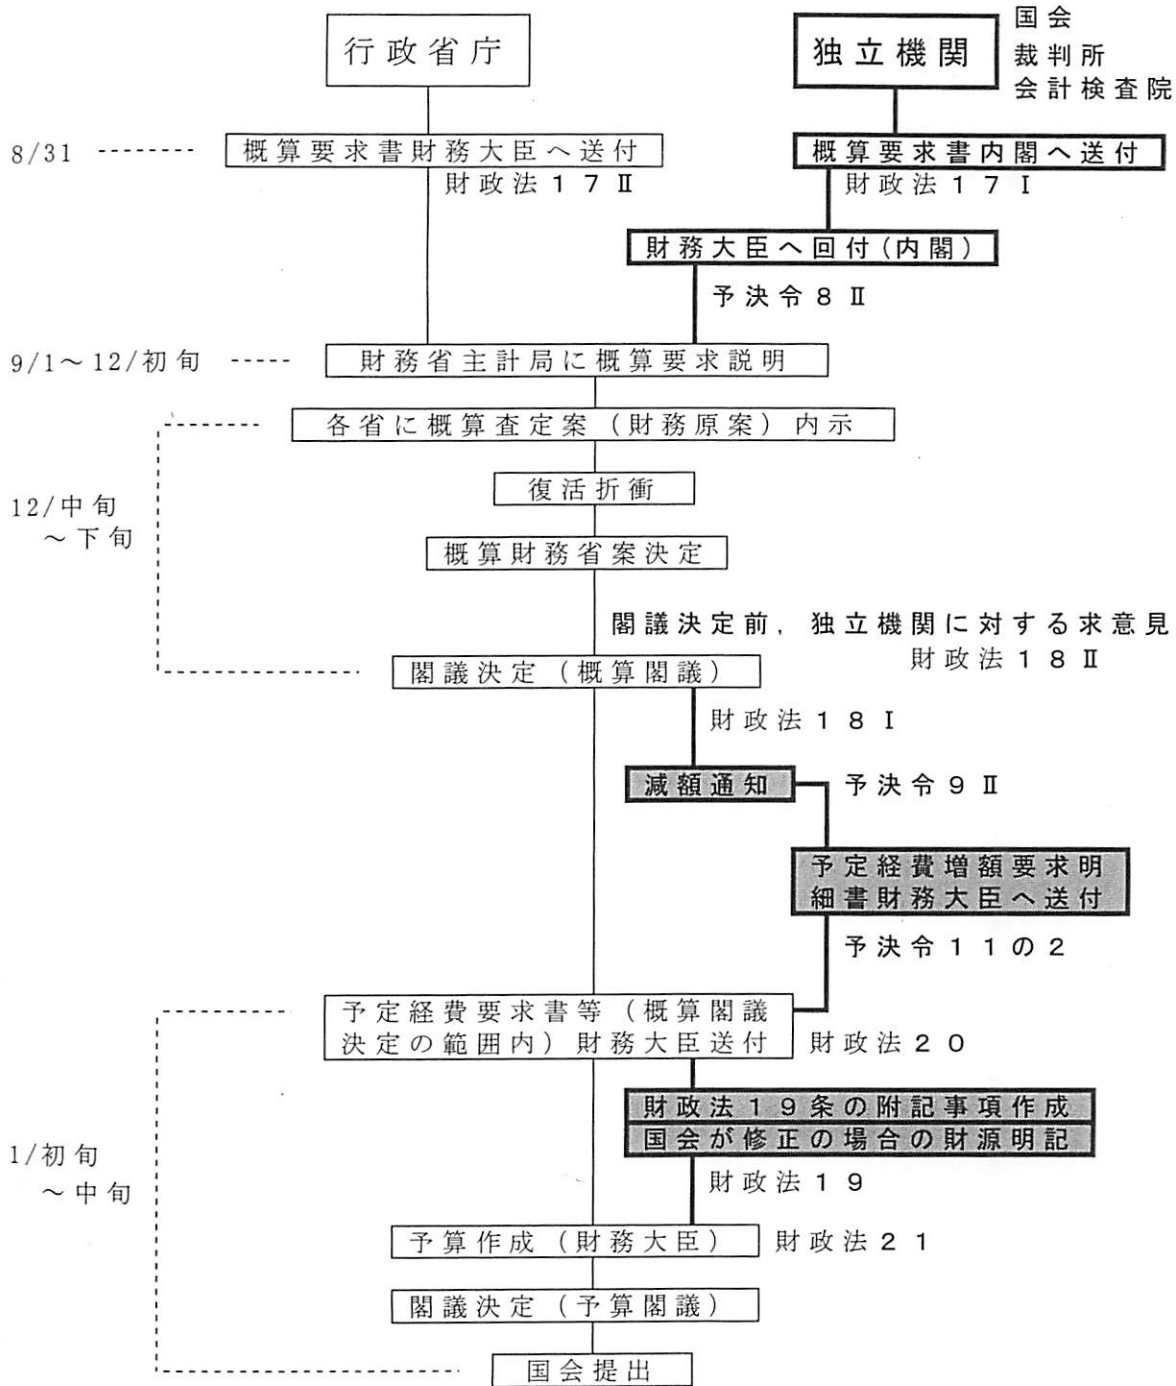 行政省庁
独立機関
国会
裁判所
会計検査院
8/31
概算要求書財務大臣へ送付
財政法17Ⅱ
概算要求書内閣へ送付
財政法17Ⅰ
財務大臣へ回付(内閣)
予決令8Ⅱ
9/1～12/初旬
財務省主計局に概算要求説明
各省に概算査定案(財務原案)内示
12/中旬
～下旬
復活折衝
概算財務省案決定
閣議決定前,独立機関に対する求意見
財政法18Ⅱ
閣議決定(概算閣議)
財政法18Ⅰ
減額通知
予決令9Ⅱ
予定経費増額要求明
細書財務大臣へ送付
予決令11の2
予定経費要求書等(概算閣議
決定の範囲内)財務大臣送付
財政法20
財政法19条の附記事項作成
国会が修正の場合の財源明記
財政法19
1/初旬
～中旬
予算作成(財務大臣)
財政法21
閣議決定(予算閣議)
国会提出